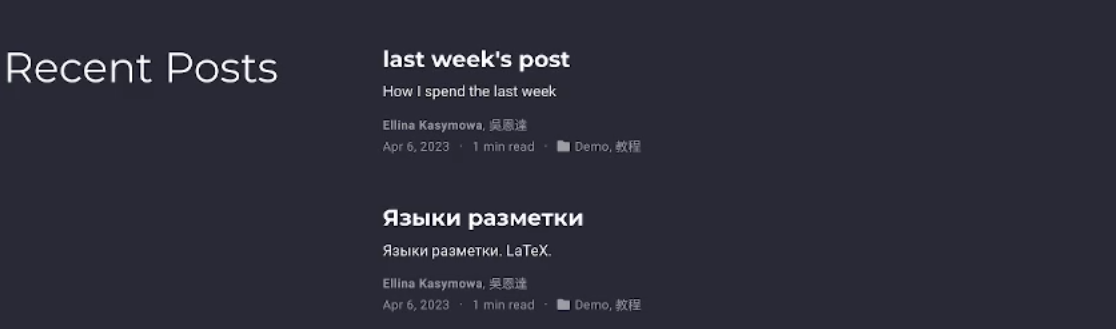 Recent Posts
last week's post
How I spend the last week
Ellina Kasymowa, 吳恩達
Apr 6, 2023 · 1 min read · Demo, 教程
Языки разметки
Языки разметки. LaTeX.
Ellina Kasymowa, 吳恩達
Apr 6, 2023 · 1 min read · Demo, 教程